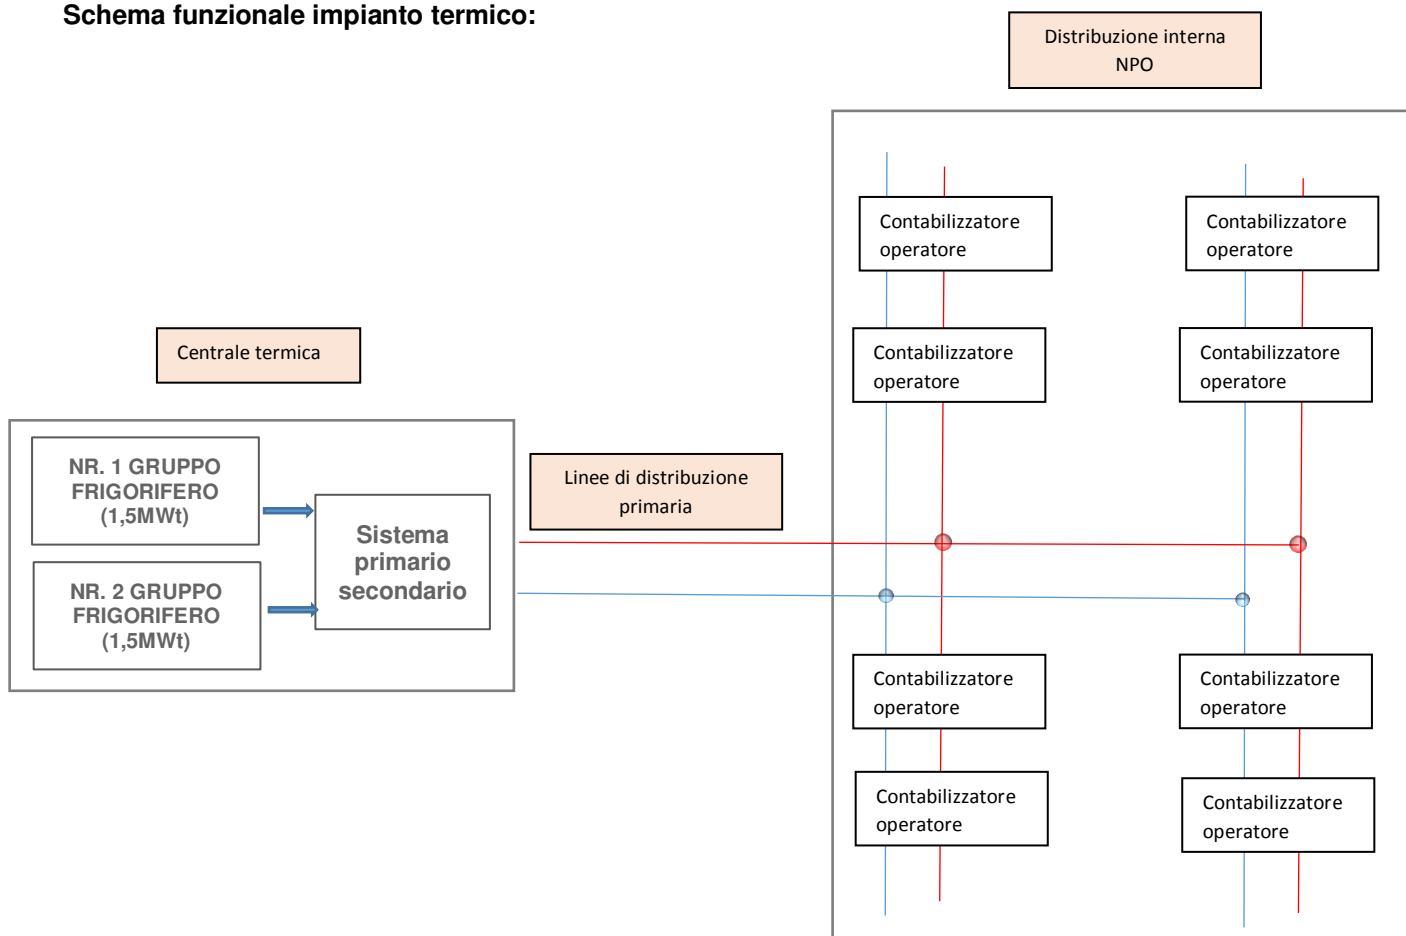 Schema funzionale impianto termico:
Distribuzione interna
NPO
Contabilizzatore
operatore
Contabilizzatore
operatore
Contabilizzatore
operatore
Contabilizzatore
operatore
Centrale termica
NR. 1 GRUPPO
FRIGORIFERO
(1,5MWt)
NR. 2 GRUPPO
FRIGORIFERO
(1,5MWt)
Sistema
primario
secondario
Linee di distribuzione
primaria
Contabilizzatore
operatore
Contabilizzatore
operatore
Contabilizzatore
operatore
Contabilizzatore
operatore